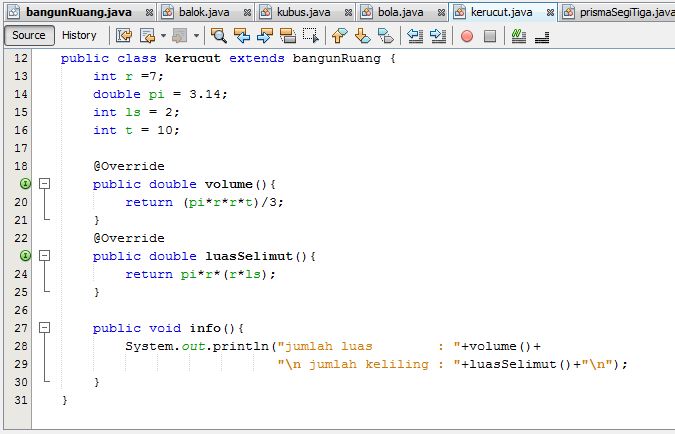 bangunRuang.java balok.java kubus.java bola.java kerucut.java prismaSegiTiga.java
Source History
12 public class kerucut extends bangunRuang {
13 int r =7;
14 double pi = 3.14;
15 int ls = 2;
16 int t = 10;
17
18 @Override
public double volume(){
20 return (pi*r*r*t)/3;
21 }
22 @Override
public double luasSelimut(){
24 return pi*r*(r*ls);
25 }
26
27 public void info(){
28 System.out.println("jumlah luas : "+volume()+
29 "\n jumlah keliling : "+luasSelimut()+"\n");
30 }
31 }